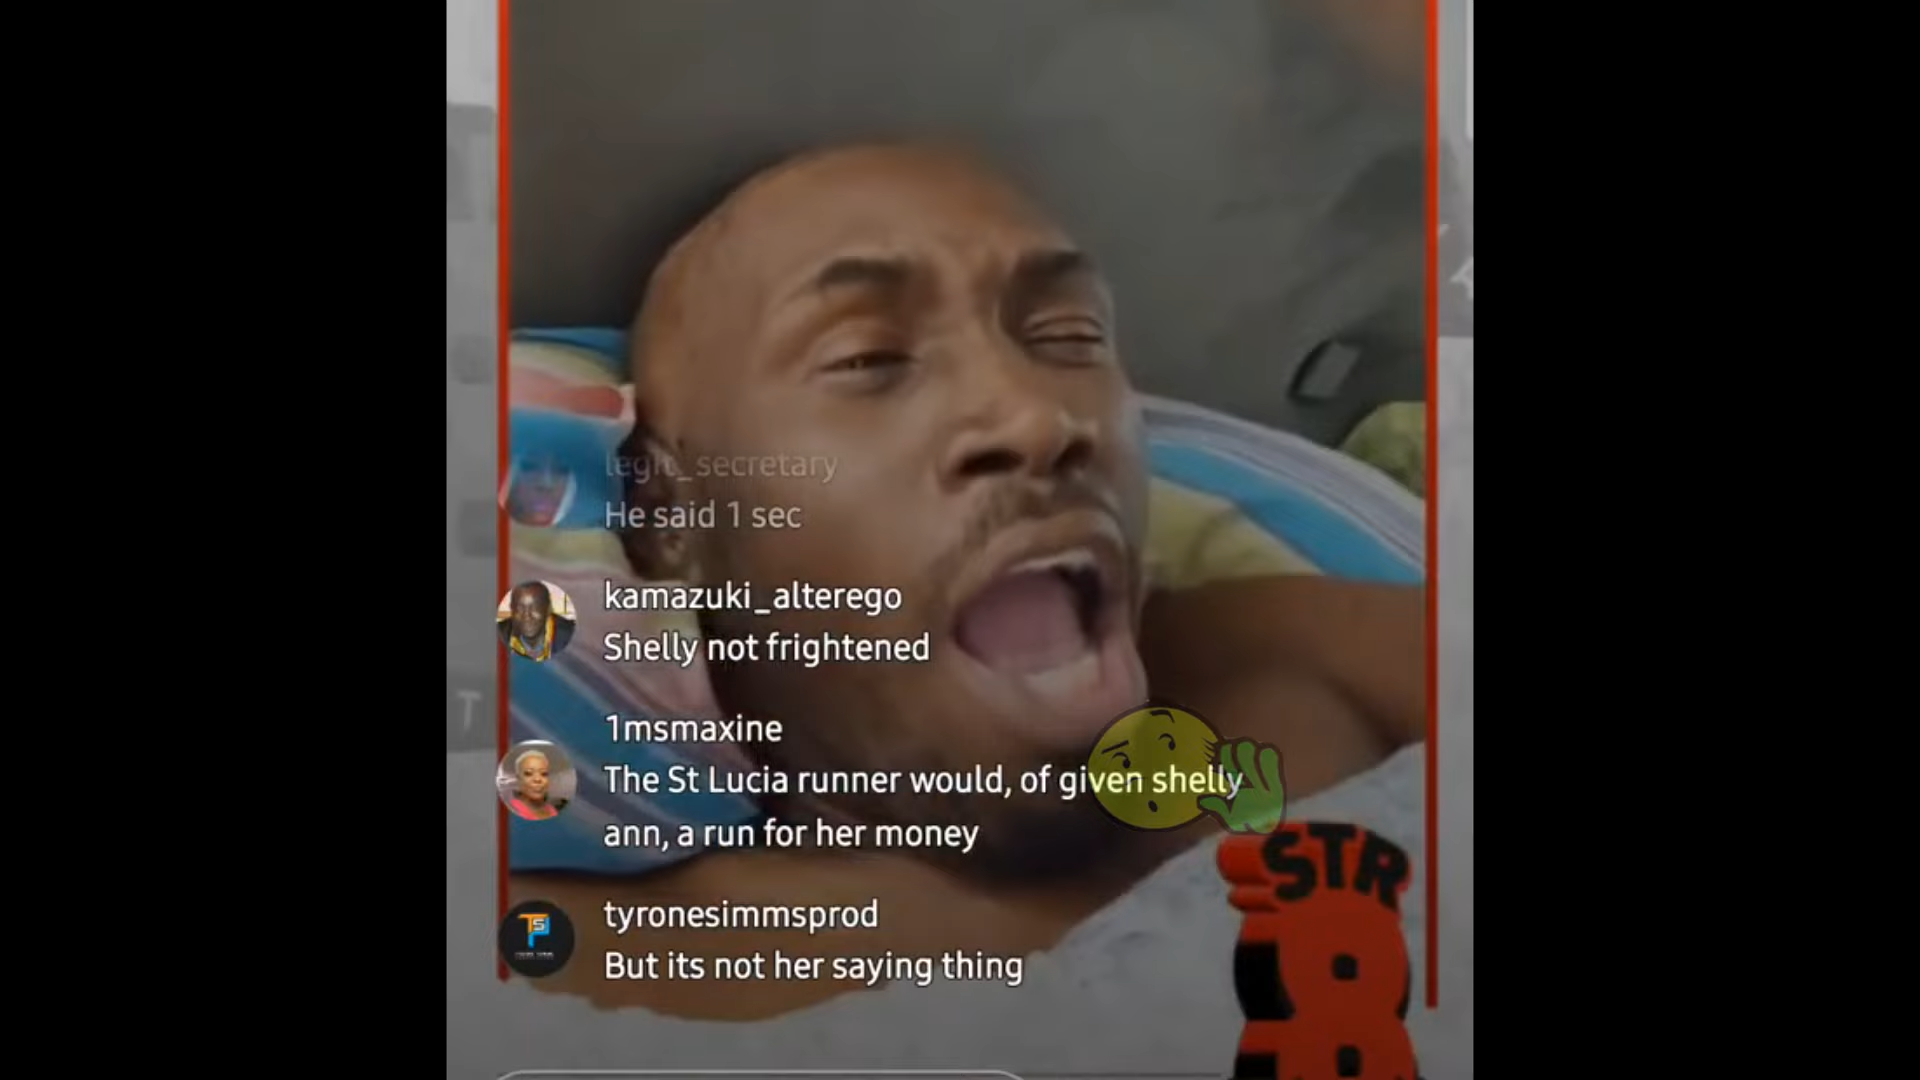 legit_secretary
He said 1 sec
kamazuki_alterego
Shelly not frightened
1msmaxine
The St Lucia runner would, of given shelly
ann, a run for her money
tyronesimmsprod
But its not her saying thing
STR
8